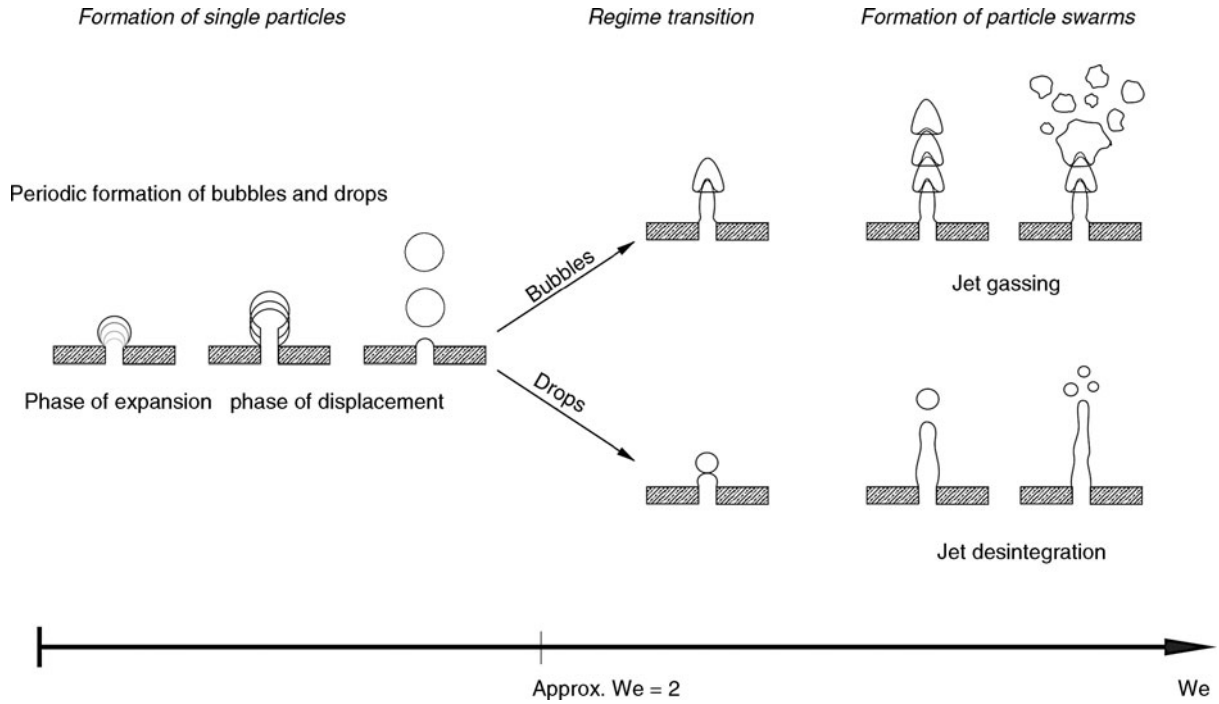 Formation of single particles
Regime transition
Formation of particle swarms
Periodic formation of bubbles and drops
Bubbles
Jet gassing
Drops
Phase of expansion
phase of displacement
Jet desintegration
Approx. We = 2
We